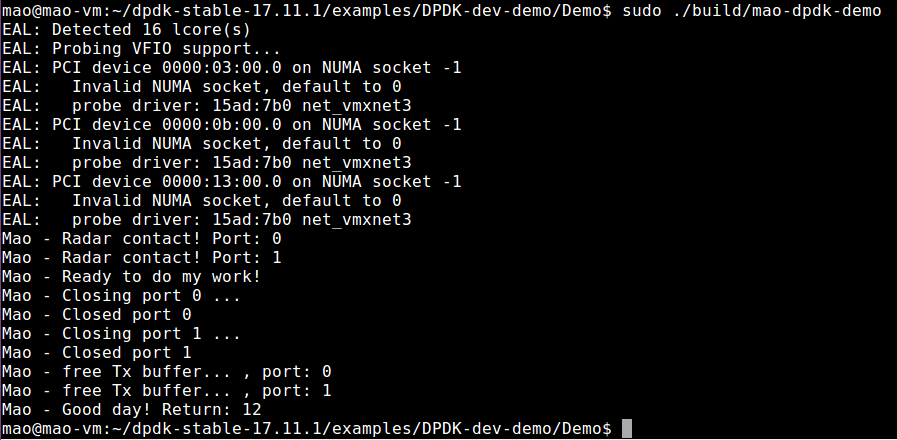 mao@mao-vm:~/dpdk-stable-17.11.1/examples/DPDK-dev-demo/Demo$ sudo ./build/mao-dpdk-demo
EAL: Detected 16 lcore(s)
EAL: Probing VFIO support...
EAL: PCI device 0000:03:00.0 on NUMA socket -1
EAL:   Invalid NUMA socket, default to 0
EAL:   probe driver: 15ad:7b0 net_vmxnet3
EAL: PCI device 0000:0b:00.0 on NUMA socket -1
EAL:   Invalid NUMA socket, default to 0
EAL:   probe driver: 15ad:7b0 net_vmxnet3
EAL: PCI device 0000:13:00.0 on NUMA socket -1
EAL:   Invalid NUMA socket, default to 0
EAL:   probe driver: 15ad:7b0 net_vmxnet3
Mao - Radar contact! Port: 0
Mao - Radar contact! Port: 1
Mao - Ready to do my work!
Mao - Closing port 0 ...
Mao - Closed port 0
Mao - Closing port 1 ...
Mao - Closed port 1
Mao - free Tx buffer... , port: 0
Mao - free Tx buffer... , port: 1
Mao - Good day! Return: 12
mao@mao-vm:~/dpdk-stable-17.11.1/examples/DPDK-dev-demo/Demo$